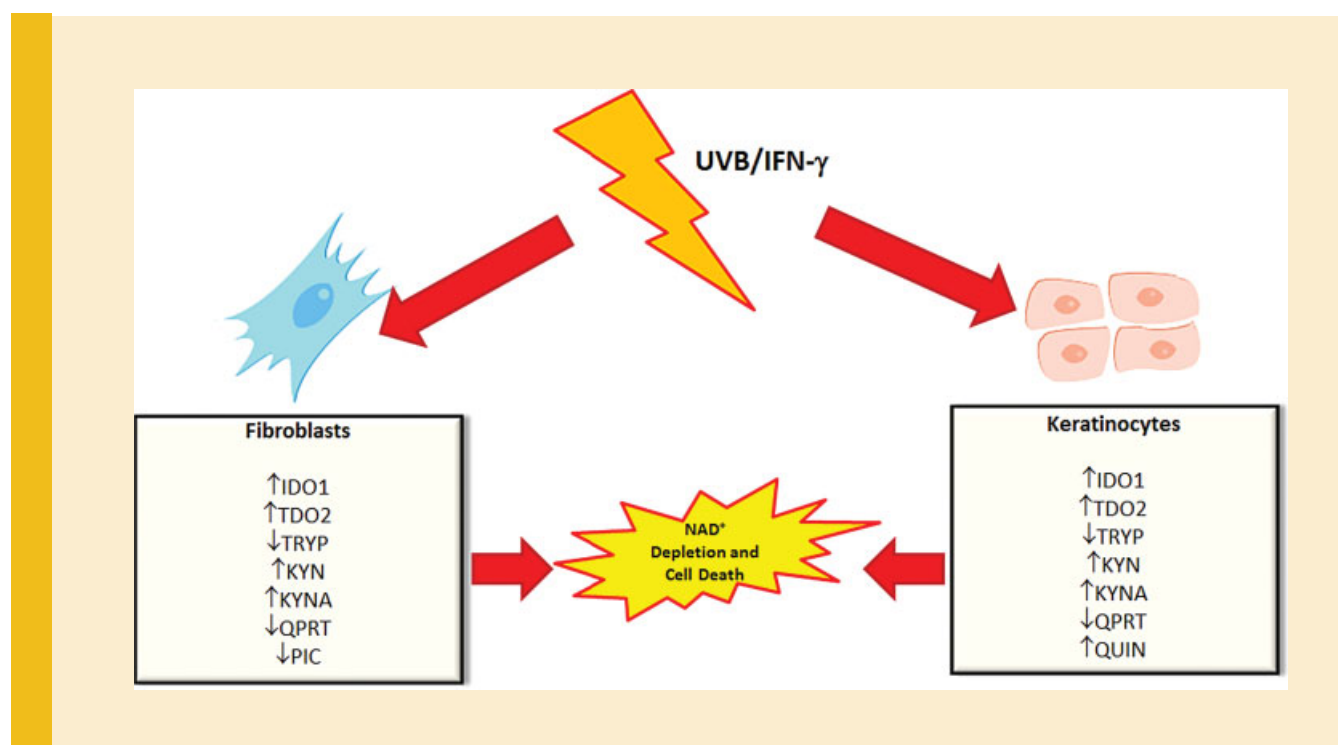 UVB/IFN-γ
Fibroblasts
↑IDO1
↑TDO2
↓TRYP
↑KYN
↑KYNA
↓QPRT
↓PIC
NAD⁺
Depletion and
Cell Death
Keratinocytes
↑IDO1
↑TDO2
↓TRYP
↑KYN
↑KYNA
↓QPRT
↑QUIN